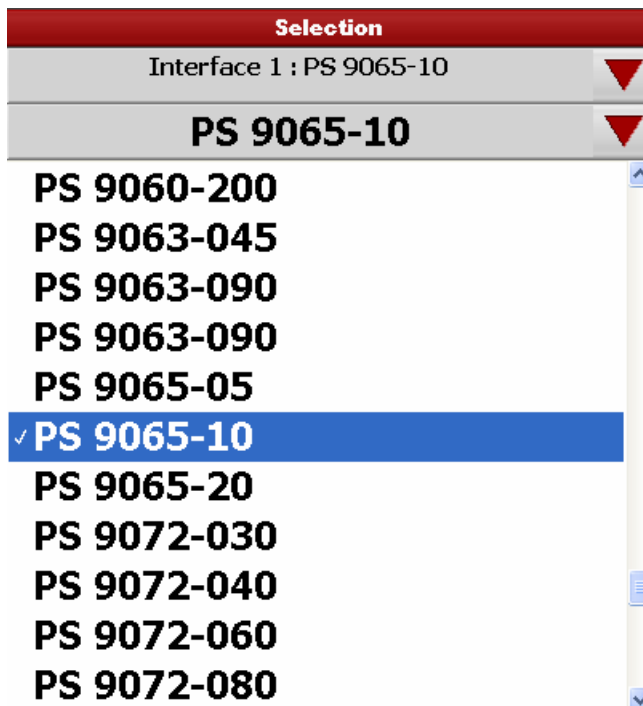 Selection
Interface 1 : PS 9065-10
PS 9065-10
PS 9060-200
PS 9063-045
PS 9063-090
PS 9063-090
PS 9065-05
✓PS 9065-10
PS 9065-20
PS 9072-030
PS 9072-040
PS 9072-060
PS 9072-080